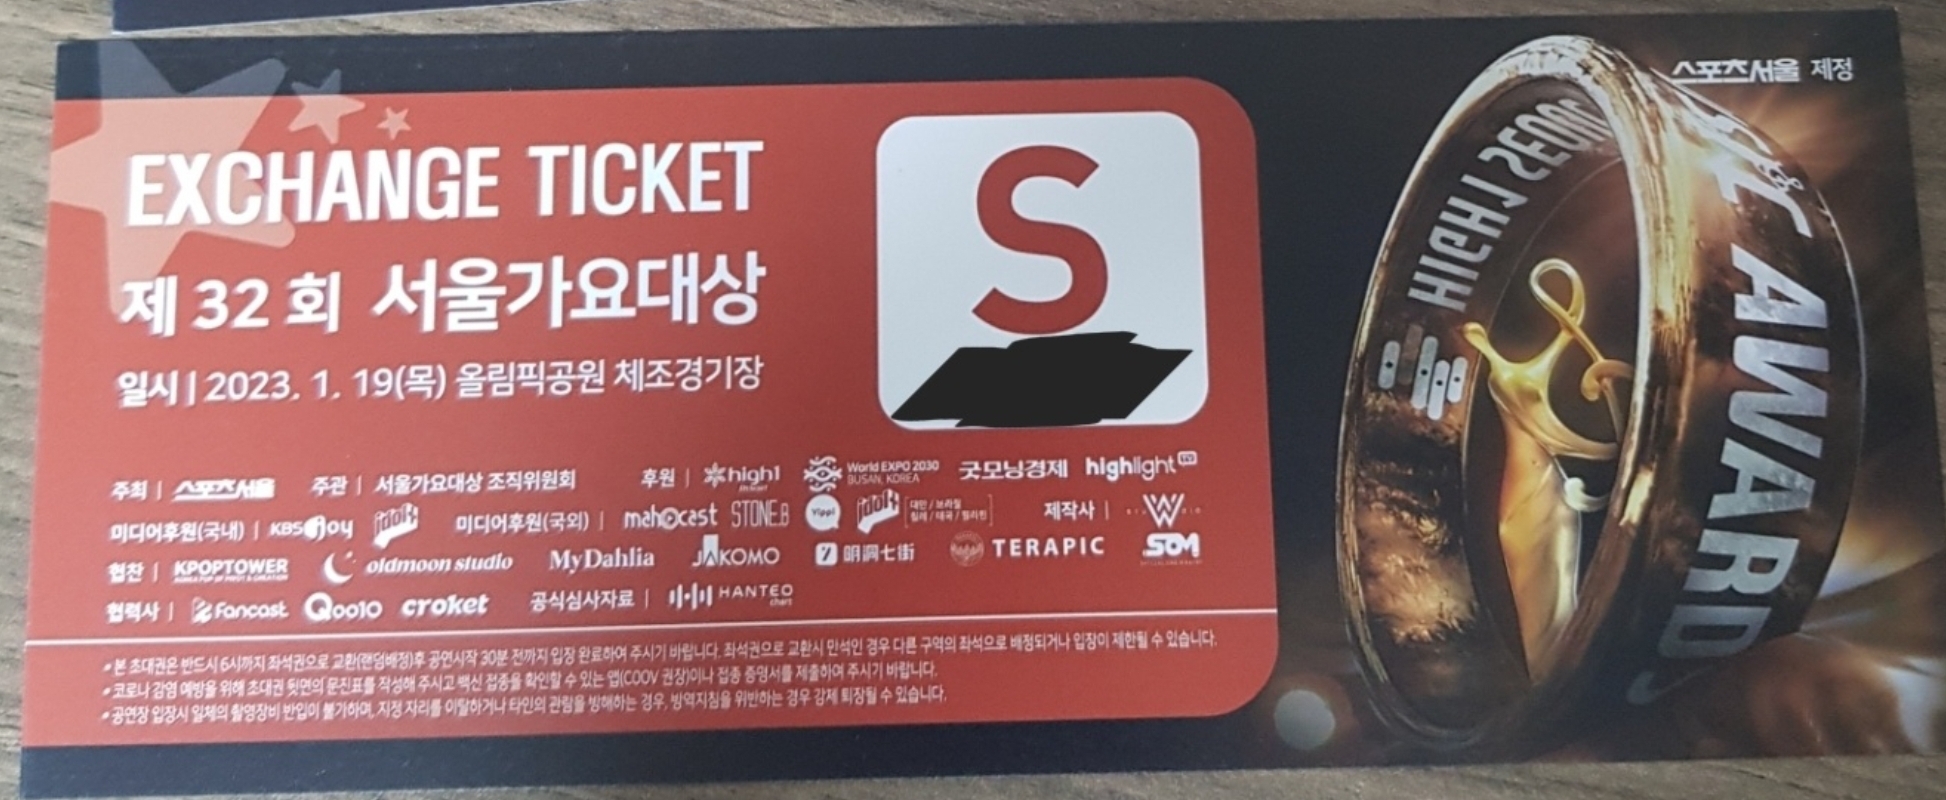 스포츠서울 제정
EXCHANGE TICKET
S
제 32 회 서울가요대상
일시 | 2023. 1. 19(목) 올림픽공원 체조경기장
주최 | 스포츠서울 주관 | 서울가요대상 조직위원회 후원 | high1 World EXPO 2030 BUSAN, KOREA 굿모닝경제 highlight TV
미디어후원(국내) | KBS joy idol 미디어후원(국외) | mahocast STONE.B Yippi idol 제작사 | W
협찬 | KPOPTOWER oldmoon studio MyDahlia JAKOMO 明洞七街 TERAPIC SOM
협력사 | Fancast Qoo10 croket 공식심사자료 | HANTEO chart
• 본 초대권은 반드시 6시까지 좌석권으로 교환(랜덤배정)후 공연시작 30분 전까지 입장 완료하여 주시기 바랍니다. 좌석권으로 교환시 만석인 경우 다른 구역의 좌석으로 배정되거나 입장이 제한될 수 있습니다.
• 코로나 감염 예방을 위해 초대권 뒷면의 문진표를 작성해 주시고 백신 접종을 확인할 수 있는 앱(COOV 권장)이나 접종 증명서를 제출하여 주시기 바랍니다.
• 공연장 입장시 일체의 촬영장비 반입이 불가하며, 지정 자리를 이탈하거나 타인의 관람을 방해하는 경우, 방역지침을 위반하는 경우 강제 퇴장될 수 있습니다.
HIGH1 SEOUL
AWARDS